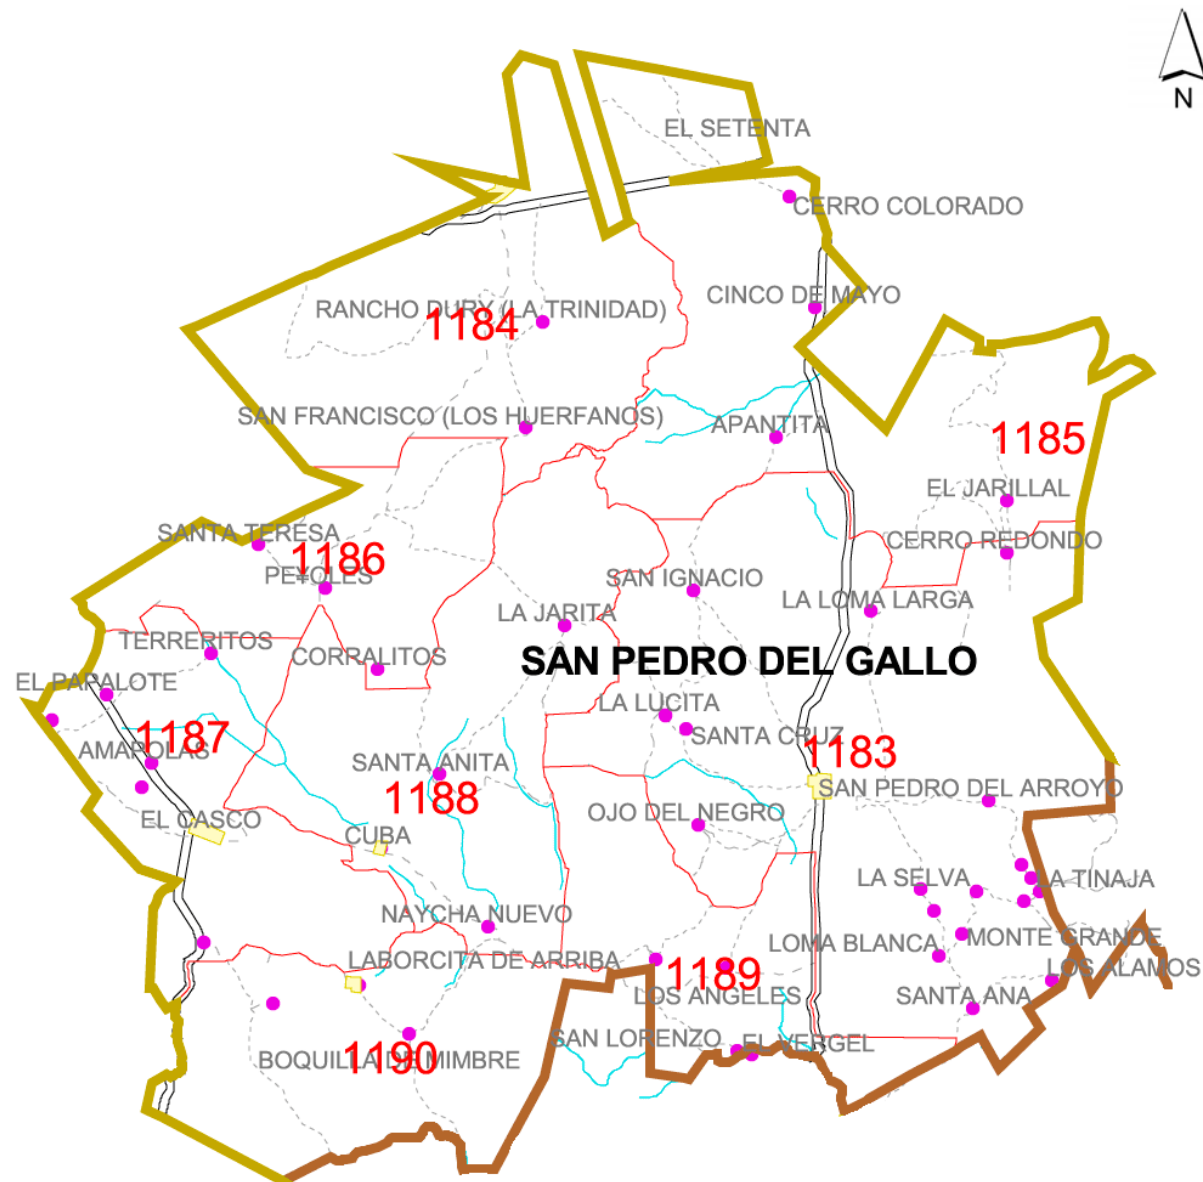 N
EL SETENTA
CERRO COLORADO
CINCO DE MAYO
RANCHO DURY (LA TRINIDAD)
1184
SAN FRANCISCO (LOS HUERFANOS)
APANTITA
1185
EL JARILLAL
SANTA TERESA
CERRO REDONDO
1186
PE¥OLES
SAN IGNACIO
LA LOMA LARGA
LA JARITA
TERRERITOS
CORRALITOS
SAN PEDRO DEL GALLO
EL PAPALOTE
LA LUCITA
SANTA CRUZ
1187
AMAPOLAS
1183
SANTA ANITA
SAN PEDRO DEL ARROYO
1188
OJO DEL NEGRO
EL CASCO
CUBA
LA SELVA
LA TINAJA
NAYCHA NUEVO
LOMA BLANCA
MONTE GRANDE
LABORCITA DE ARRIBA
1189
LOS ALAMOS
LOS ANGELES
SANTA ANA
SAN LORENZO
EL VERGEL
BOQUILLA DE MIMBRE
1190